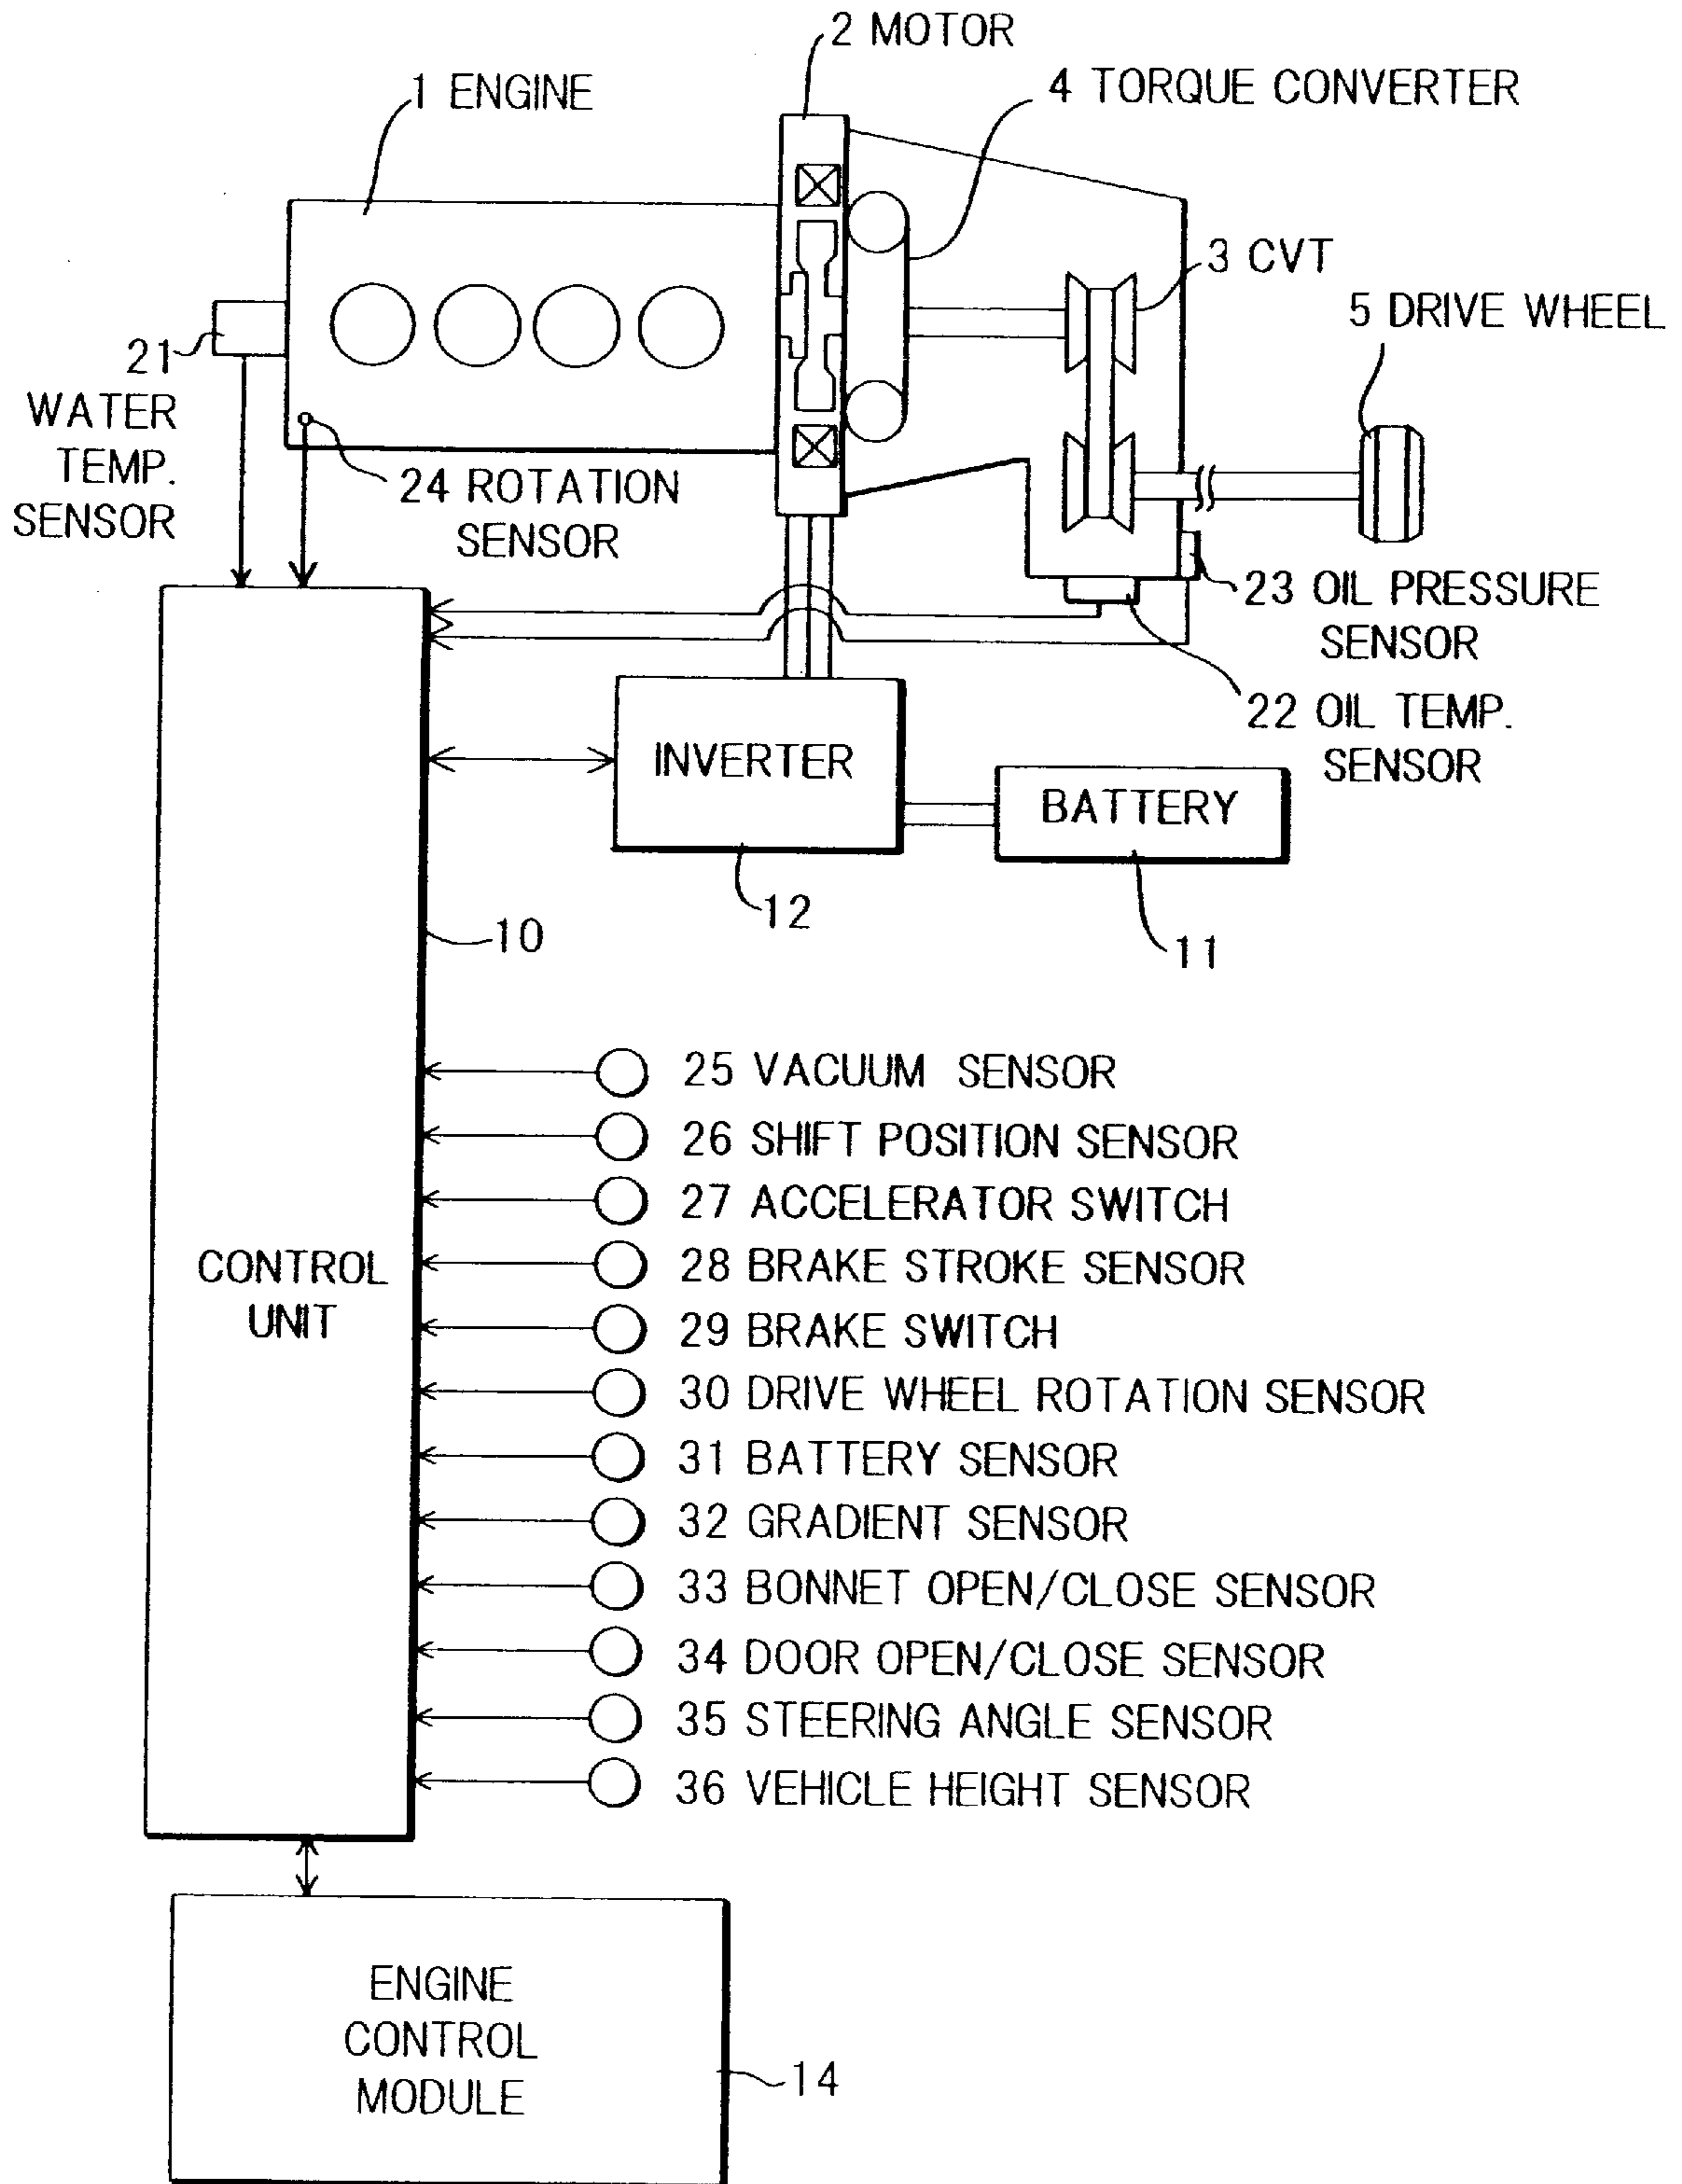 2 MOTOR
1 ENGINE
4 TORQUE CONVERTER
3 CVT
5 DRIVE WHEEL
21
WATER
TEMP.
SENSOR
24 ROTATION
SENSOR
23 OIL PRESSURE
SENSOR
22 OIL TEMP.
SENSOR
INVERTER
BATTERY
12
11
10
25 VACUUM SENSOR
26 SHIFT POSITION SENSOR
27 ACCELERATOR SWITCH
28 BRAKE STROKE SENSOR
29 BRAKE SWITCH
30 DRIVE WHEEL ROTATION SENSOR
31 BATTERY SENSOR
32 GRADIENT SENSOR
33 BONNET OPEN/CLOSE SENSOR
34 DOOR OPEN/CLOSE SENSOR
35 STEERING ANGLE SENSOR
36 VEHICLE HEIGHT SENSOR
CONTROL
UNIT
ENGINE
CONTROL
MODULE
14